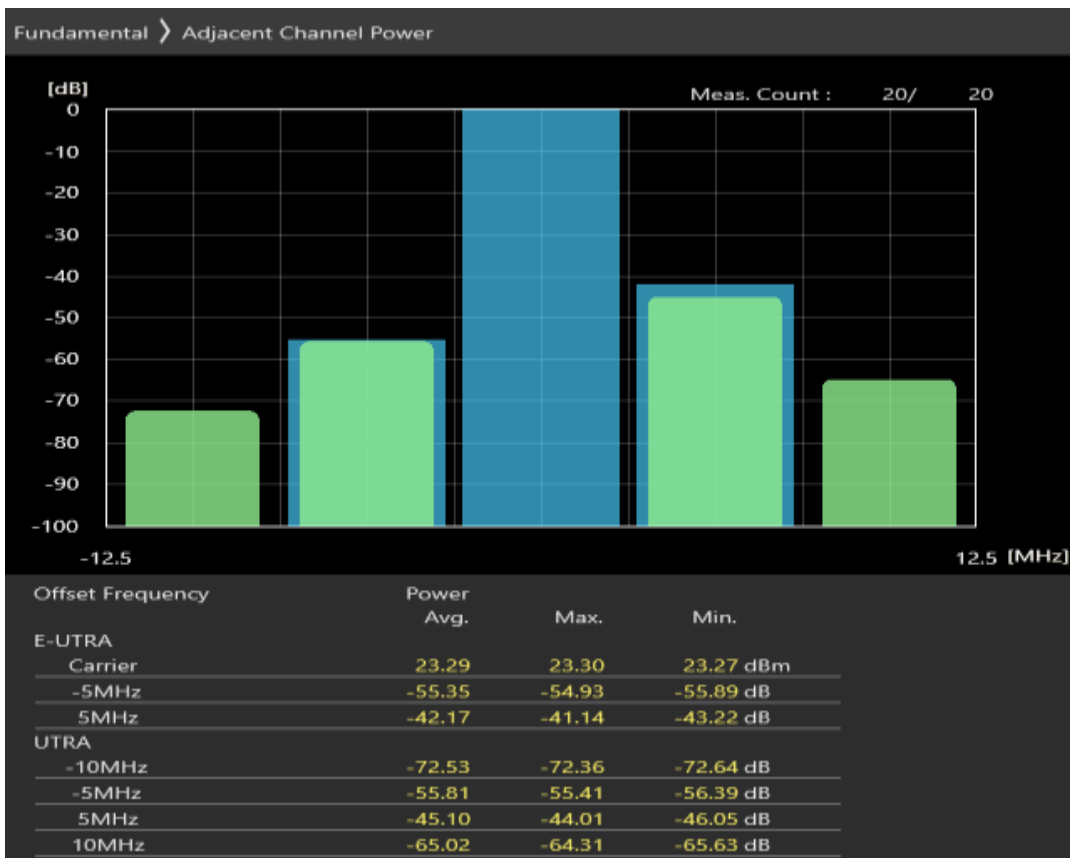 Fundamental 〉 Adjacent Channel Power
[dB]
Meas. Count : 20/ 20
0
-10
-20
-30
-40
-50
-60
-70
-80
-90
-100
-12.5 12.5 [MHz]
Offset Frequency Power
Avg. Max. Min.
E-UTRA
Carrier 23.29 23.30 23.27 dBm
-5MHz -55.35 -54.93 -55.89 dB
5MHz -42.17 -41.14 -43.22 dB
UTRA
-10MHz -72.53 -72.36 -72.64 dB
-5MHz -55.81 -55.41 -56.39 dB
5MHz -45.10 -44.01 -46.05 dB
10MHz -65.02 -64.31 -65.63 dB